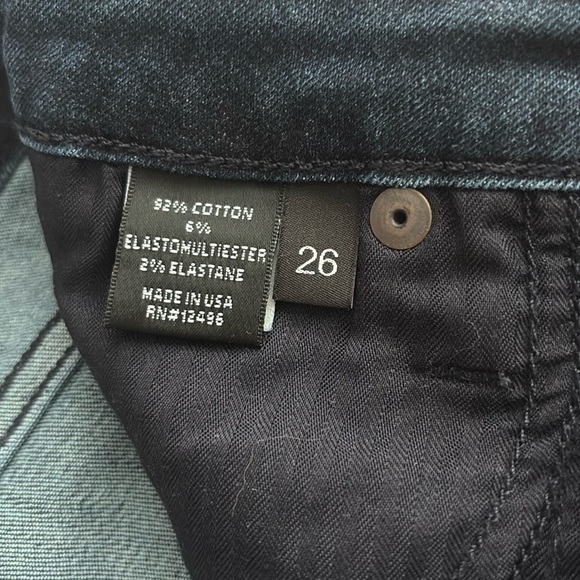 92% COTTON
6%
ELASTOMULTIESTER
2% ELASTANE
MADE IN USA
RN#12496
26